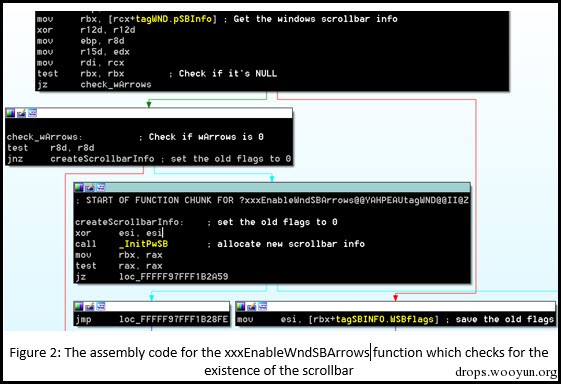 mov     rbx, [rcx+tagWND.pSBInfo] ; Get the windows scrollbar info
xor     r12d, r12d
mov     ebp, r8d
mov     r15d, edx
mov     rdi, rcx
test    rbx, rbx        ; Check if it's NULL
jz      check_wArrows
check_wArrows:          ; Check if wArrows is 0
test    r8d, r8d
jnz     createScrollbarInfo ; set the old flags to 0
; START OF FUNCTION CHUNK FOR ?xxxEnableWndSBArrows@@YAHPEAUtagWND@@II@Z
createScrollbarInfo:    ; set the old flags to 0
xor     esi, esi
call    _InitPwSB       ; allocate new scrollbar info
mov     rbx, rax
test    rax, rax
jz      loc_FFFFF97FFF1B2A59
jmp     loc_FFFFF97FFF1B28FE
mov     esi, [rbx+tagSBINFO.WSBflags] ; save the old flags
Figure 2: The assembly code for the xxxEnableWndSBArrows function which checks for the
existence of the scrollbar
drops.wooyun.org